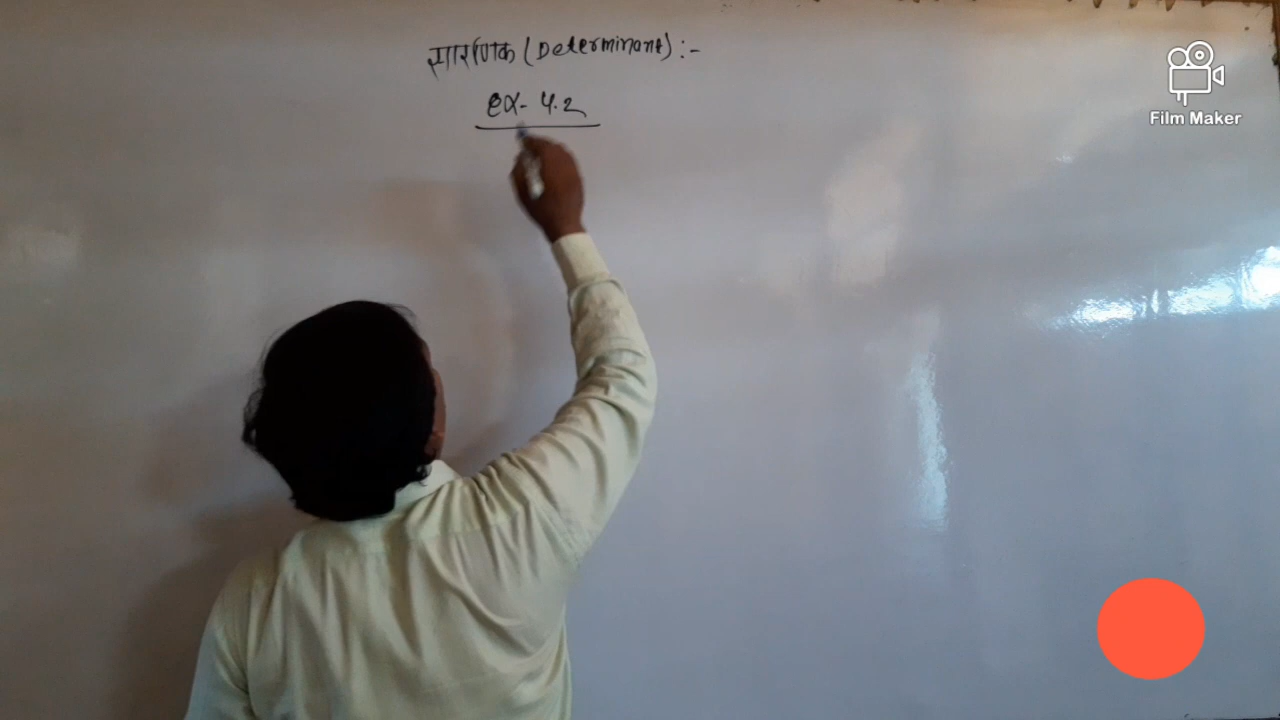 सारणिक (Determinant) :-
ex- 4.2
Film Maker